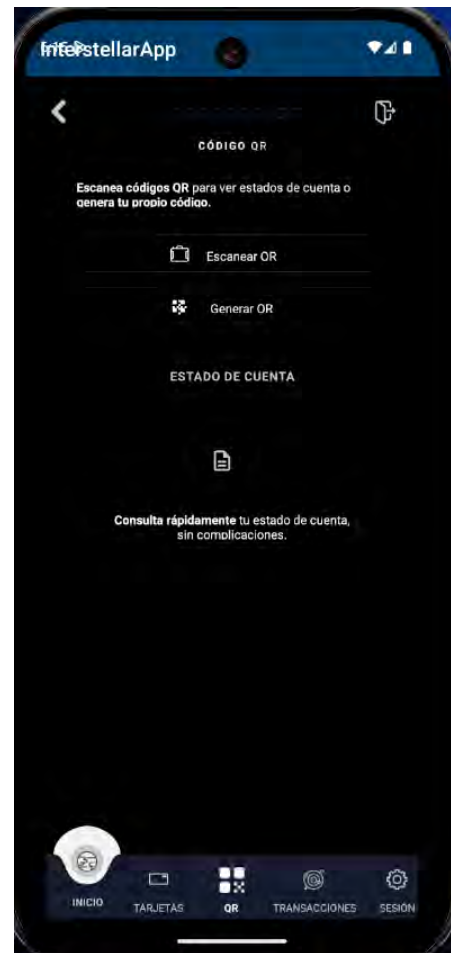 InterstellarApp
CÓDIGO QR
Escanea códigos QR para ver estados de cuenta o
genera tu propio código.
Escanear QR
Generar QR
ESTADO DE CUENTA
Consulta rápidamente tu estado de cuenta,
sin complicaciones.
INICIO
TARJETAS
QR
TRANSACCIONES
SESIÓN